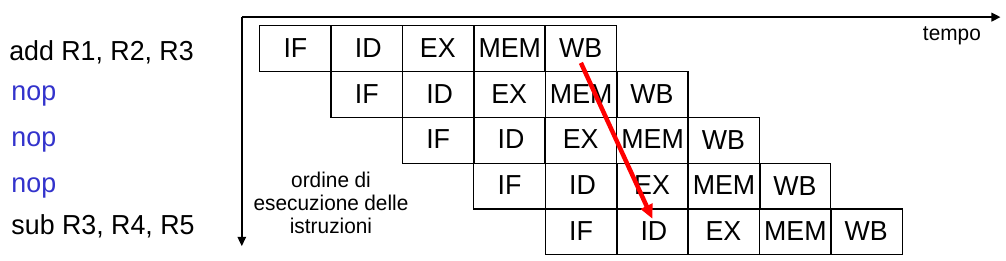 tempo
add R1, R2, R3 IF ID EX MEM WB
nop IF ID EX MEM WB
nop IF ID EX MEM WB
nop IF ID EX MEM WB
sub R3, R4, R5 IF ID EX MEM WB
ordine di
esecuzione delle
istruzioni